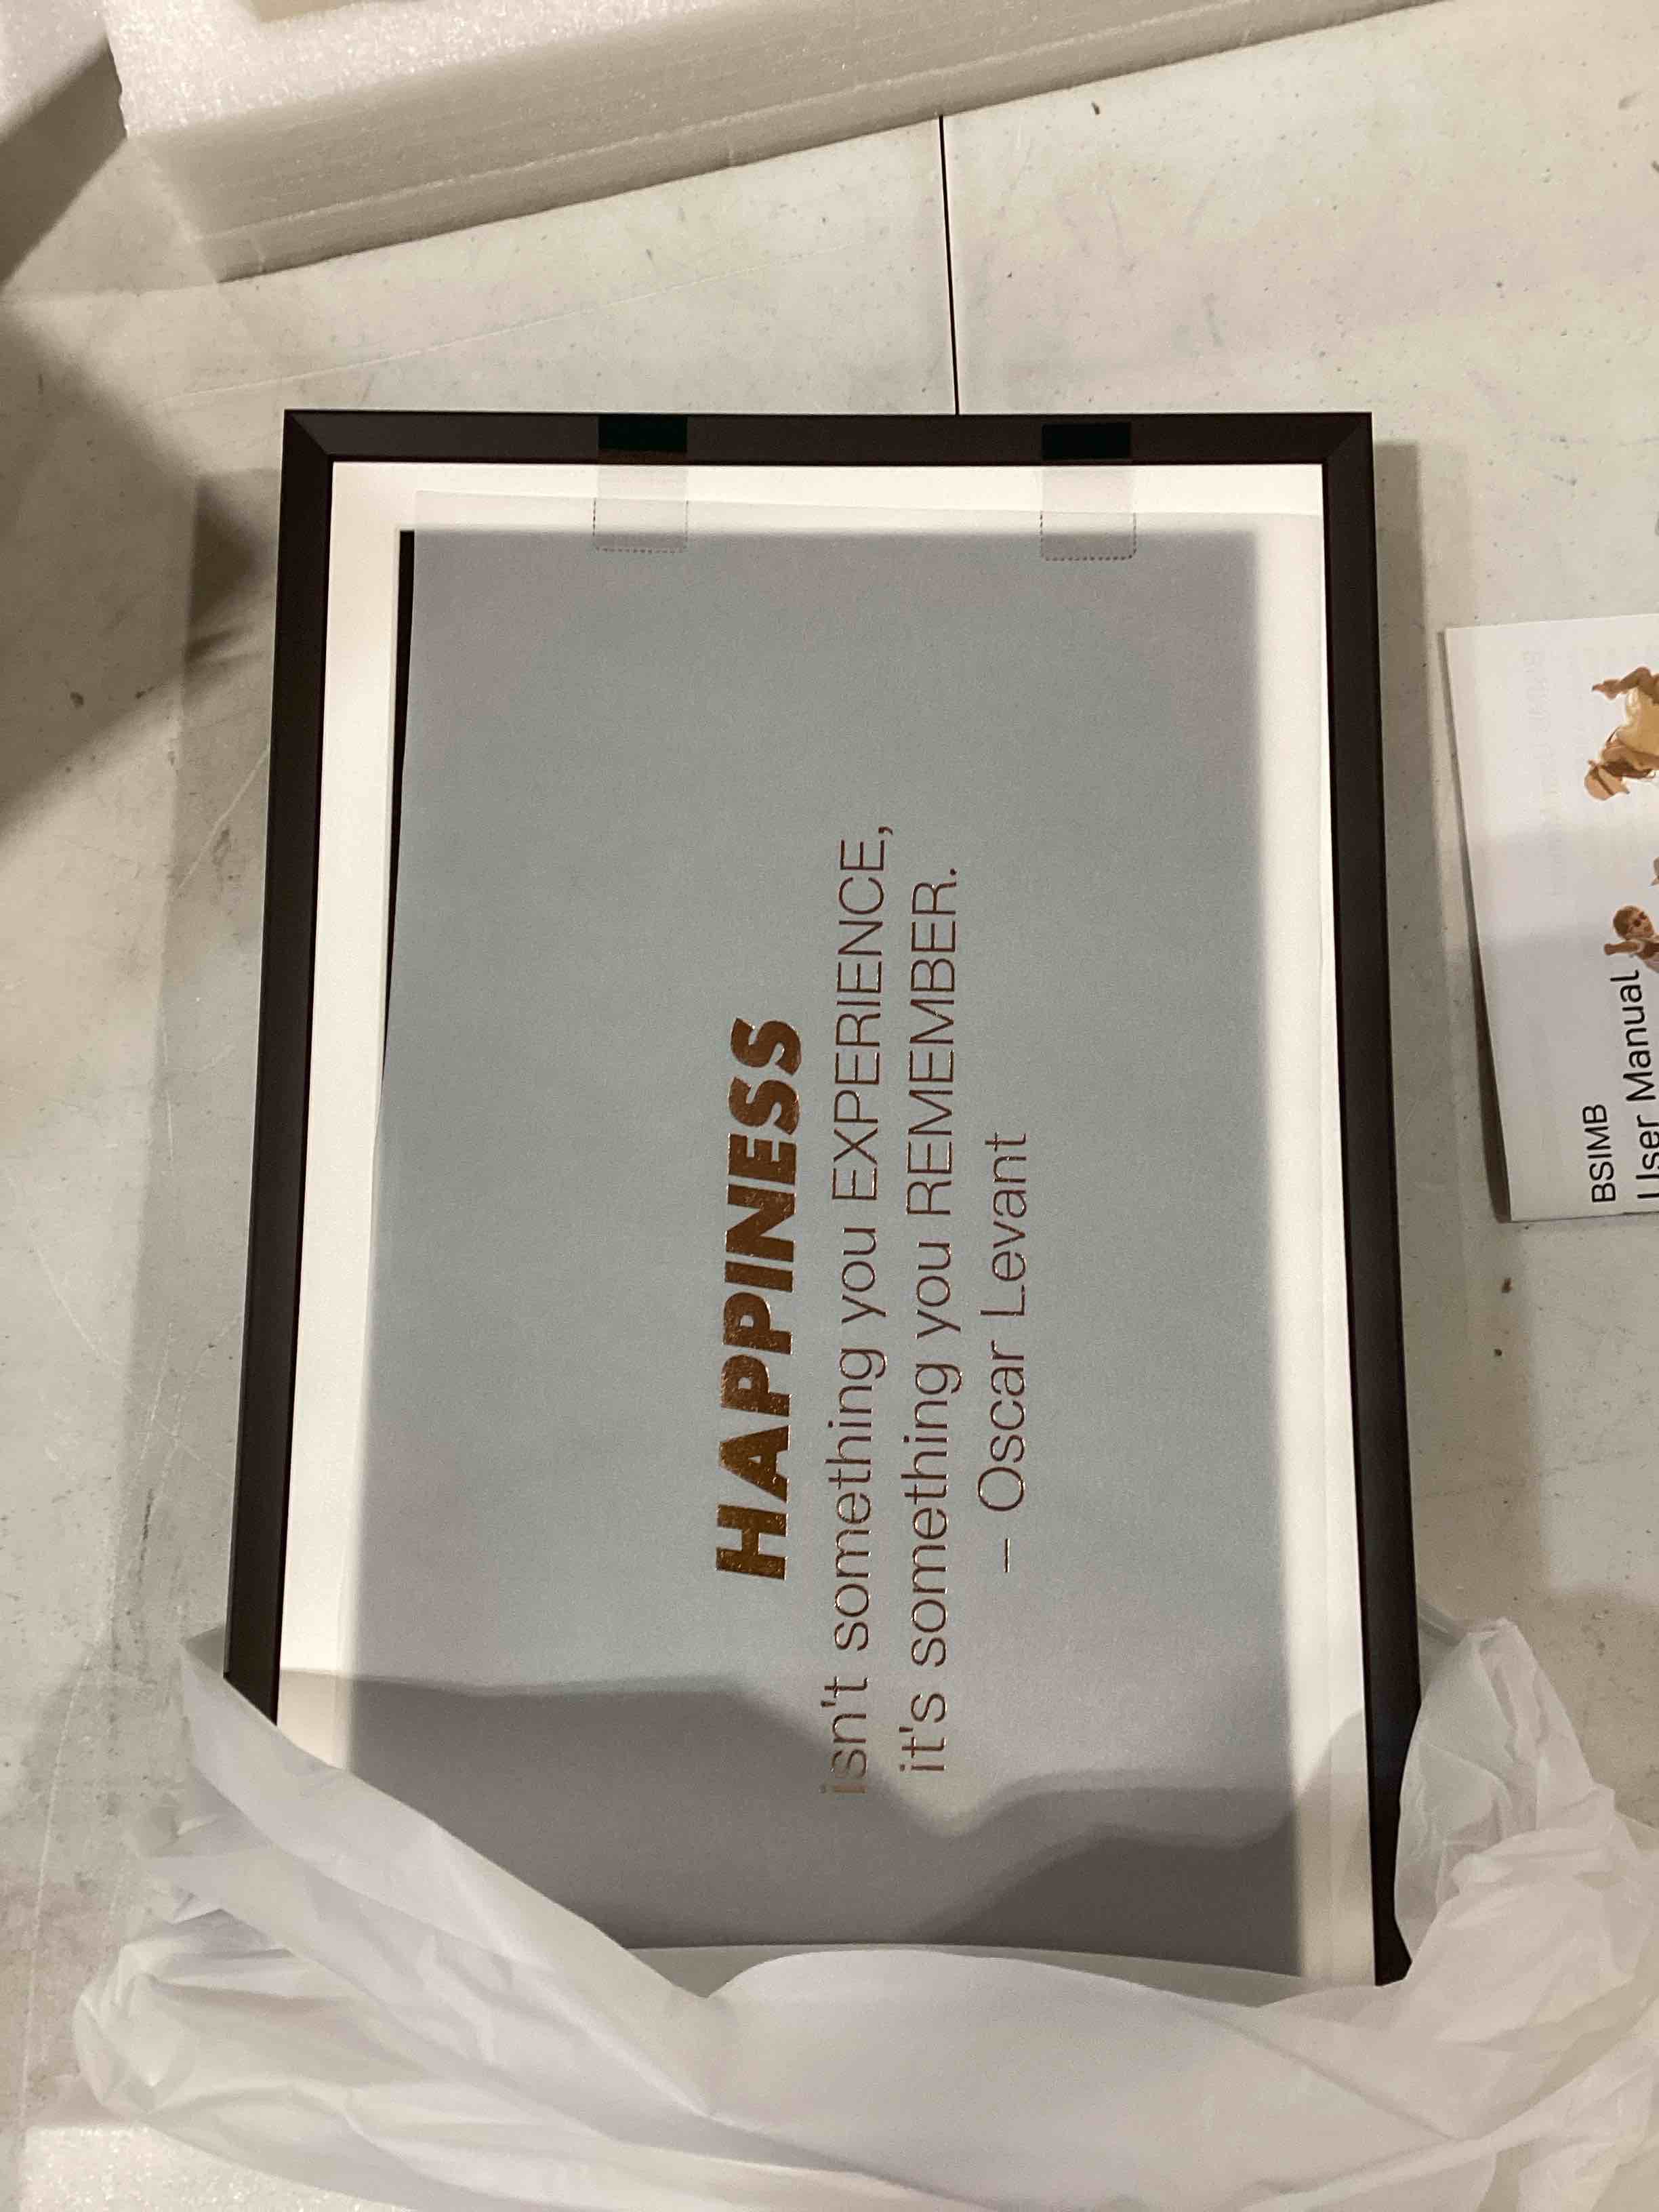 HAPPINESS
isn't something you EXPERIENCE,
it's something you REMEMBER.
– Oscar Levant
BSIMB
User Manual